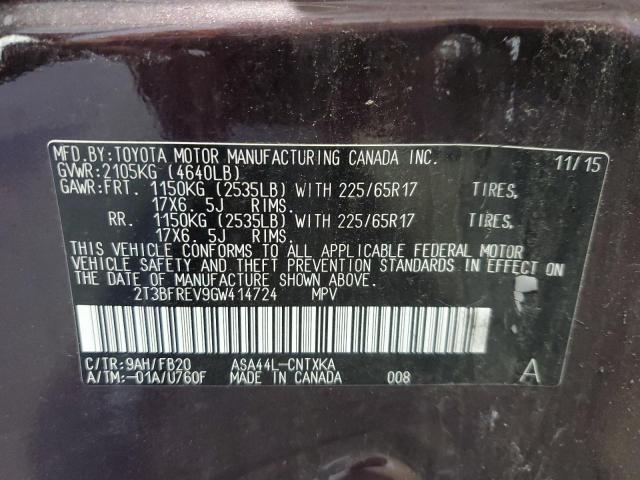 MFD.BY:TOYOTA MOTOR MANUFACTURING CANADA INC. 11/15
GVWR:2105KG (4640LB)
GAWR:FRT. 1150KG (2535LB) WITH 225/65R17 TIRES,
17X6.5J RIMS.
RR. 1150KG (2535LB) WITH 225/65R17 TIRES,
17X6.5J RIMS.
THIS VEHICLE CONFORMS TO ALL APPLICABLE FEDERAL MOTOR
VEHICLE SAFETY AND THEFT PREVENTION STANDARDS IN EFFECT ON
THE DATE OF MANUFACTURE SHOWN ABOVE.
2T3BFREV9GW414724 MPV
C/TR:9AH/FB20 ASA44L-CNTXKA
A/TM:-01A/U760F MADE IN CANADA 008 A